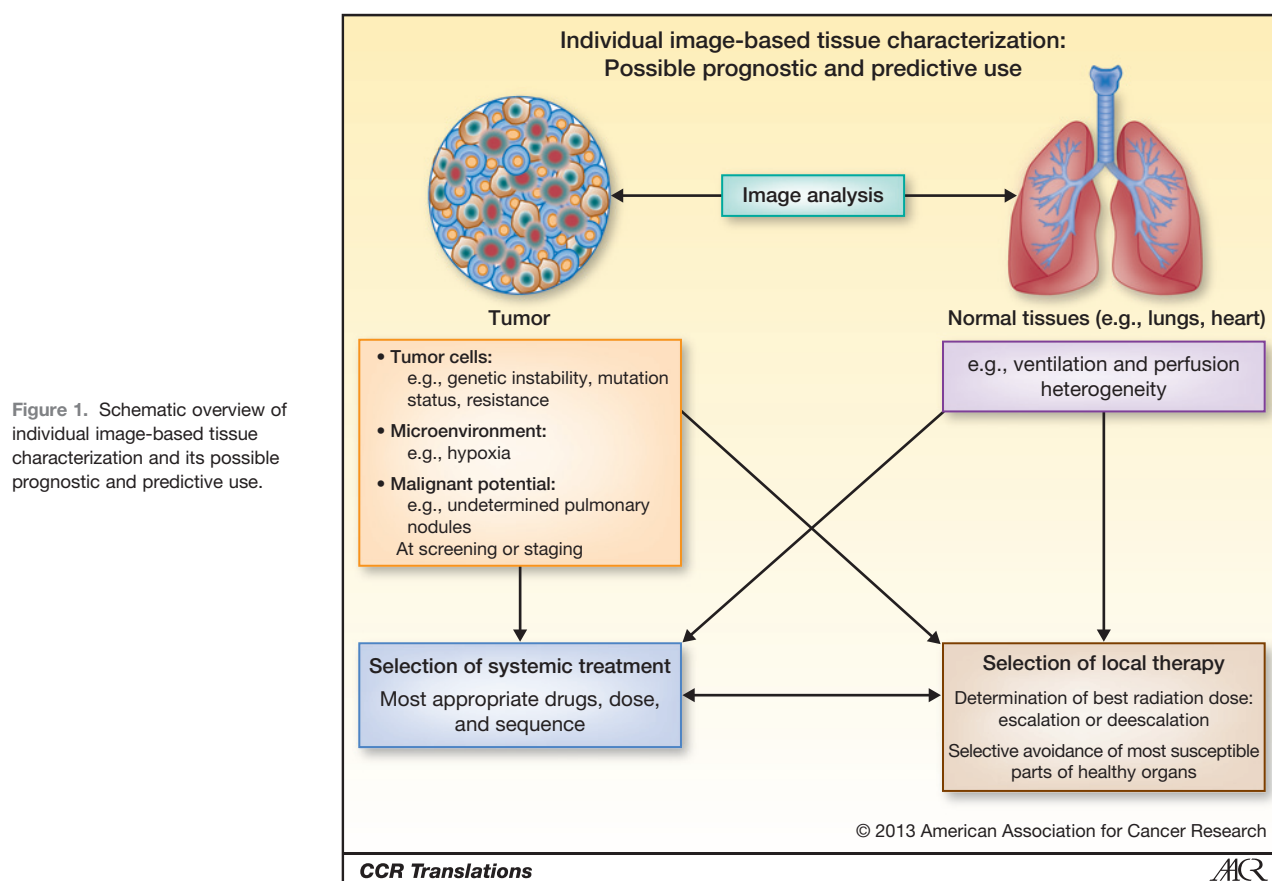 Individual image-based tissue characterization:
Possible prognostic and predictive use
Image analysis
Tumor
Normal tissues (e.g., lungs, heart)
• Tumor cells:
e.g., genetic instability, mutation
status, resistance
• Microenvironment:
e.g., hypoxia
• Malignant potential:
e.g., undetermined pulmonary
nodules
At screening or staging
e.g., ventilation and perfusion
heterogeneity
Figure 1. Schematic overview of
individual image-based tissue
characterization and its possible
prognostic and predictive use.
Selection of systemic treatment
Most appropriate drugs, dose,
and sequence
Selection of local therapy
Determination of best radiation dose:
escalation or deescalation
Selective avoidance of most susceptible
parts of healthy organs
© 2013 American Association for Cancer Research
CCR Translations
AACR